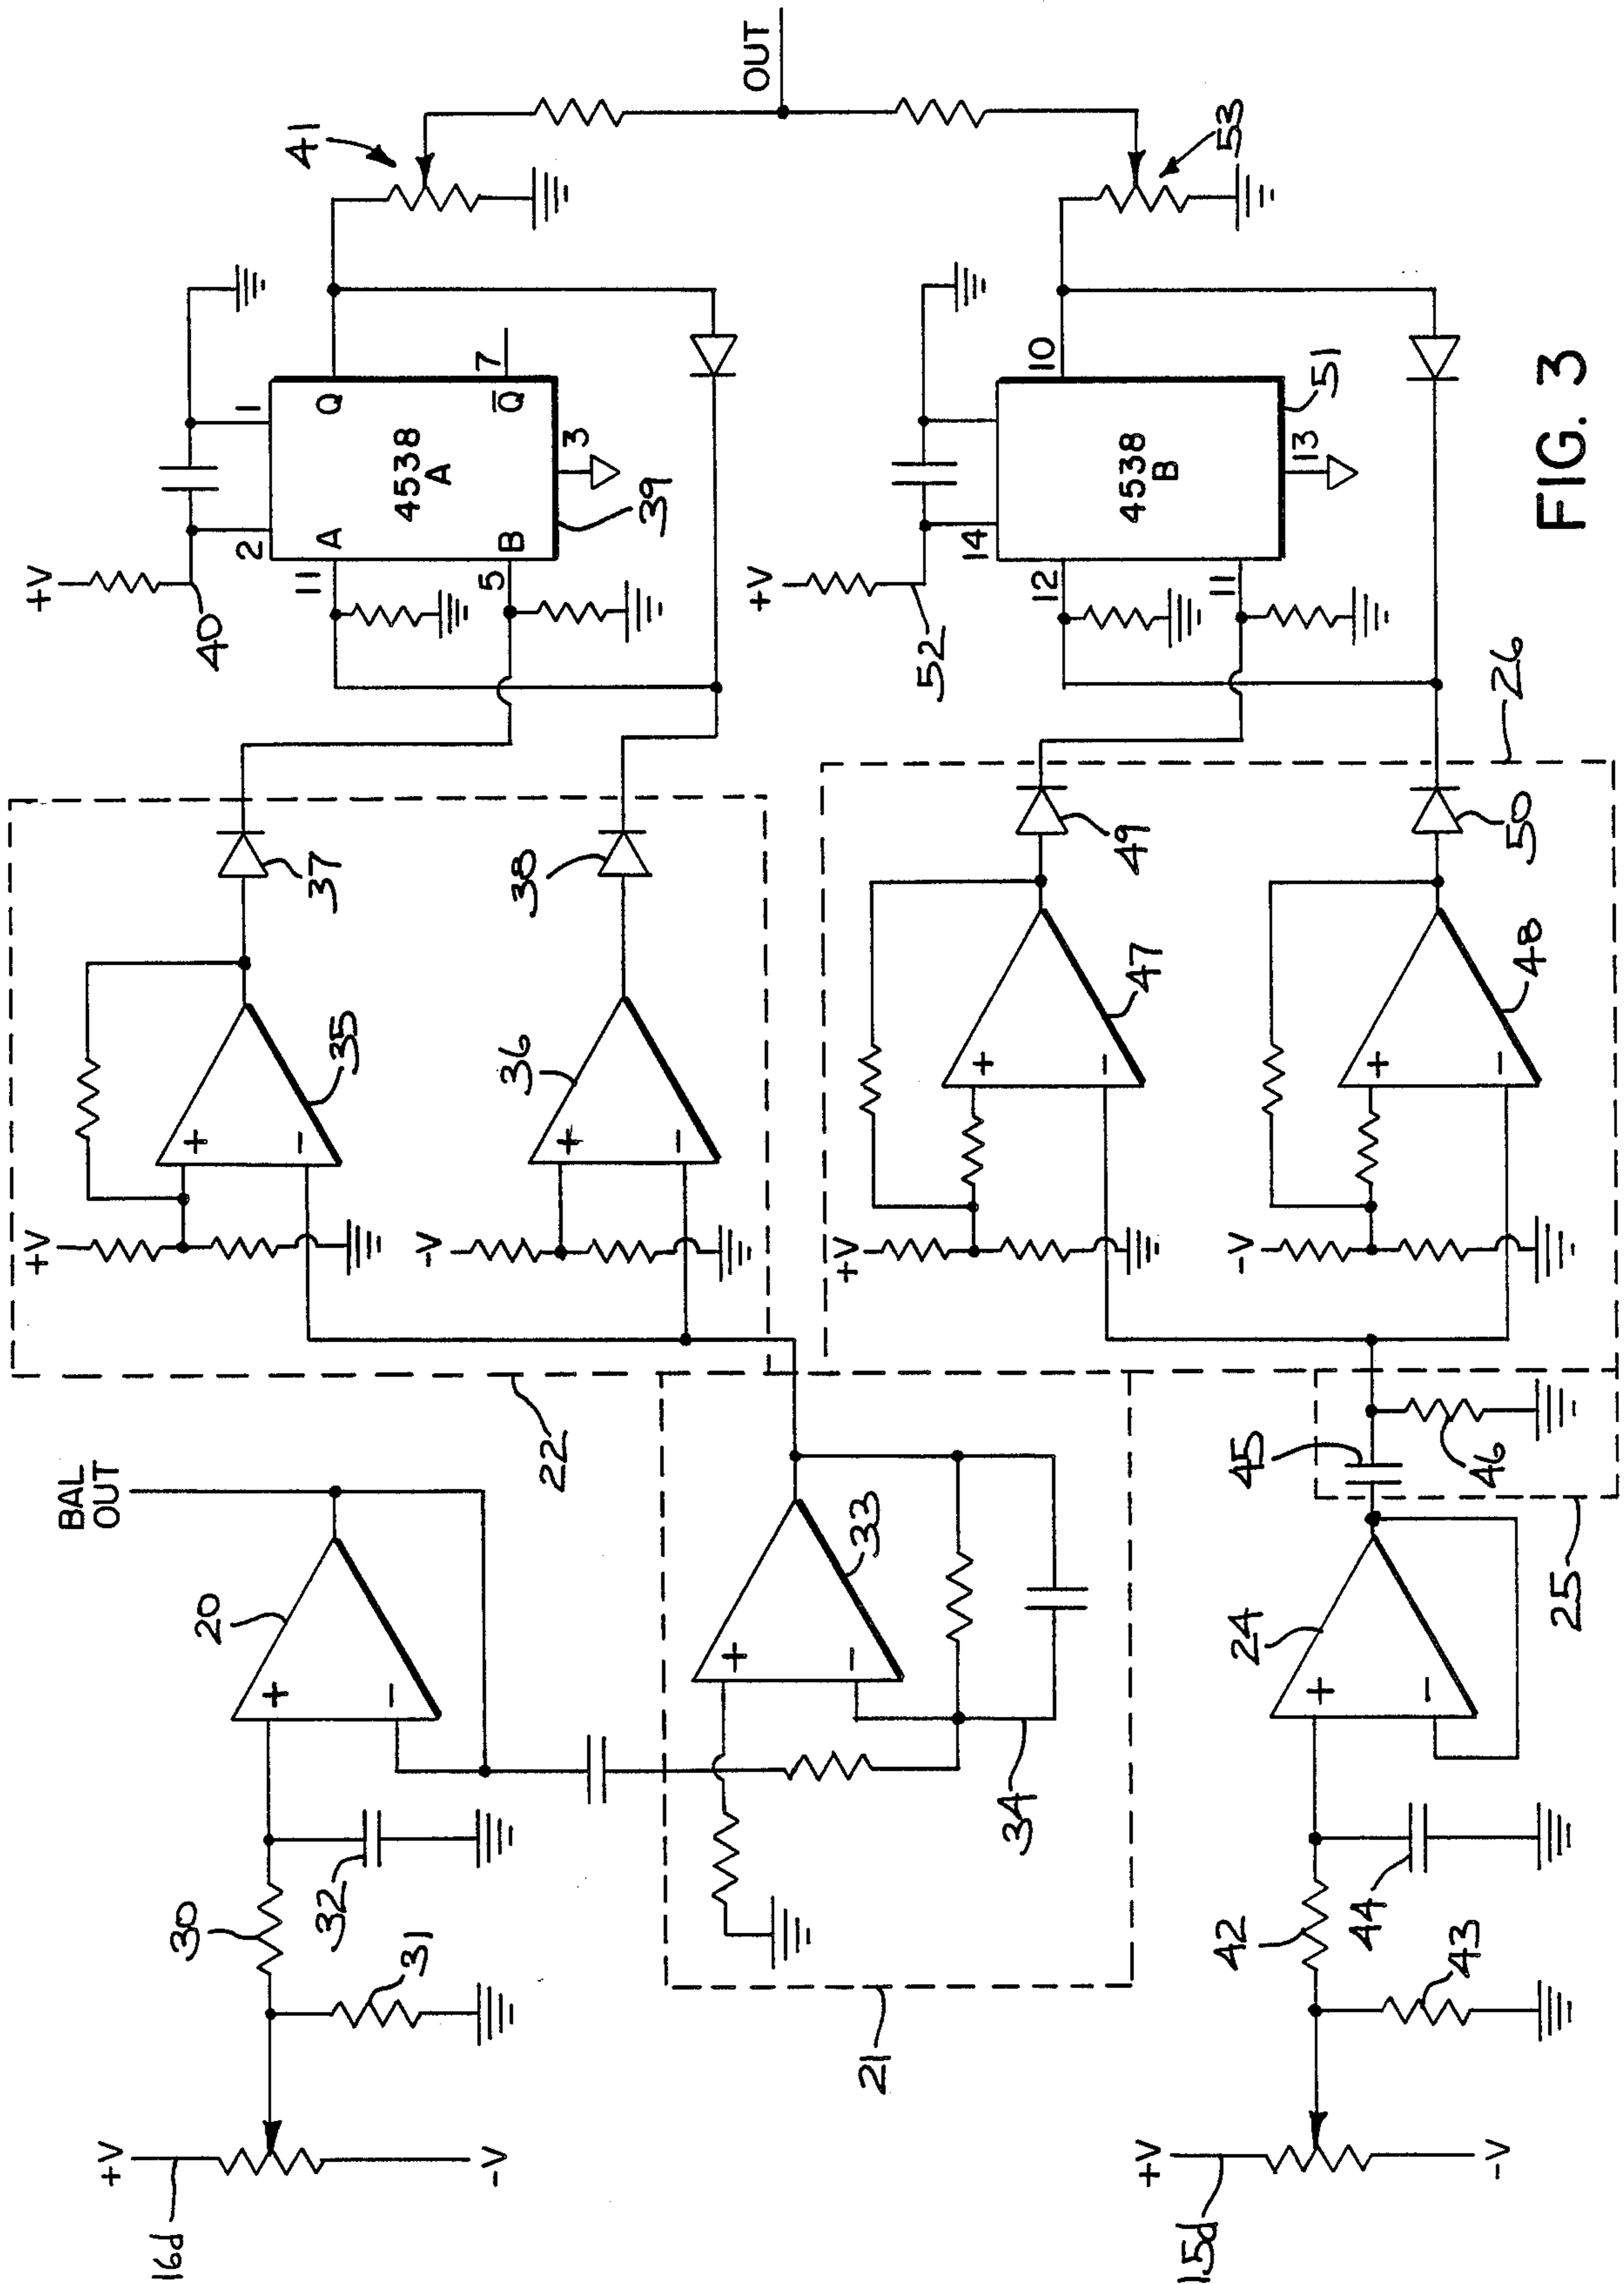 +V
16d
-V
30
31
32
20
BAL
OUT
+
-
21
34
33
+
-
22
+V
35
+
-
-V
36
+
-
37
38
+V
40
2
1
11
A
Q
4538
A
B
Q̅
5
7
3
39
41
OUT
+V
15d
-V
42
43
44
24
+
-
25
45
46
26
+V
47
+
-
-V
48
+
-
49
50
+V
52
14
12
10
4538
B
11
13
51
53
FIG. 3